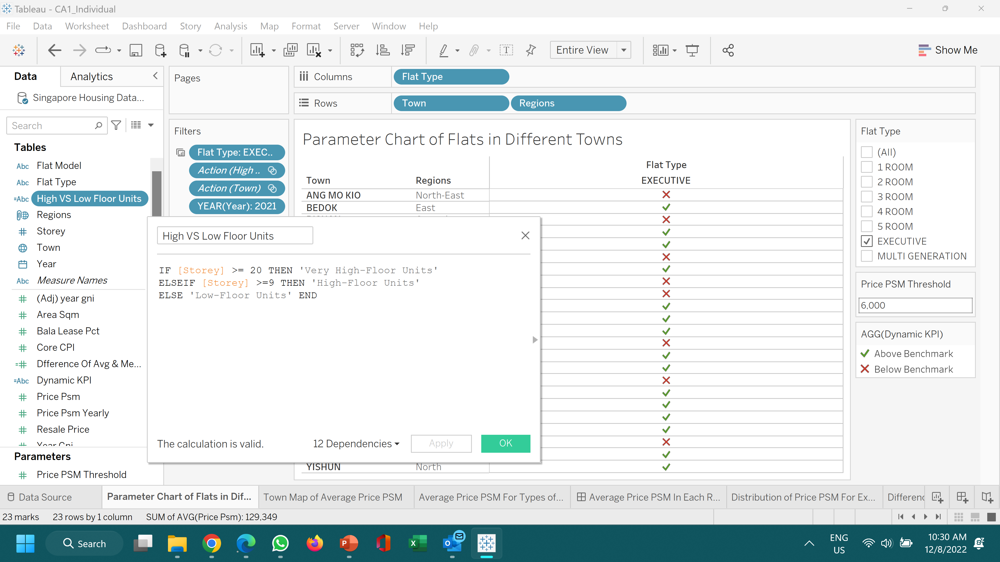 Tableau - CA1_Individual
File Data Worksheet Dashboard Story Analysis Map Format Server Window Help
Entire View
Show Me
Data
Analytics
Singapore Housing Data...
Search
Tables
Abc Flat Model
Abc Flat Type
=Abc High VS Low Floor Units
Regions
Storey
Town
Year
Abc Measure Names
(Adj) year gni
Area Sqm
Bala Lease Pct
Core CPI
Dfference Of Avg & Me...
=Abc Dynamic KPI
Price Psm
Price Psm Yearly
Resale Price
Year Gni
Parameters
Price PSM Threshold
Pages
Filters
Flat Type: EXEC..
Action (High ..
Action (Town)
YEAR(Year): 2021
Columns
Flat Type
Rows
Town
Regions
Parameter Chart of Flats in Different Towns
Flat Type
Town Regions EXECUTIVE
ANG MO KIO North-East
BEDOK East
YISHUN North
High VS Low Floor Units
IF [Storey] >= 20 THEN 'Very High-Floor Units'
ELSEIF [Storey] >=9 THEN 'High-Floor Units'
ELSE 'Low-Floor Units' END
The calculation is valid.
12 Dependencies
Apply
OK
Flat Type
(All)
1 ROOM
2 ROOM
3 ROOM
4 ROOM
5 ROOM
EXECUTIVE
MULTI GENERATION
Price PSM Threshold
6,000
AGG(Dynamic KPI)
Above Benchmark
Below Benchmark
Data Source
Parameter Chart of Flats in Dif...
Town Map of Average Price PSM
Average Price PSM For Types of...
Average Price PSM In Each R...
Distribution of Price PSM For Ex...
Differenc
23 marks 23 rows by 1 column SUM of AVG(Price Psm): 129,349
Search
ENG
US
10:30 AM
12/8/2022